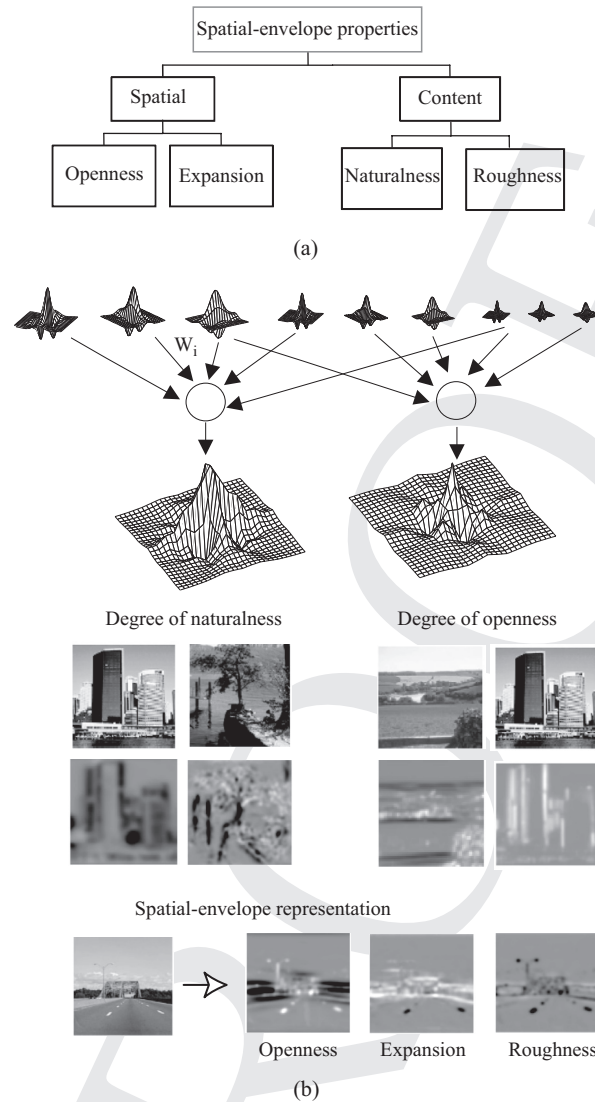 Spatial-envelope properties
Spatial
Content
Openness
Expansion
Naturalness
Roughness
(a)
W_i
Degree of naturalness
Degree of openness
Spatial-envelope representation
Openness
Expansion
Roughness
(b)